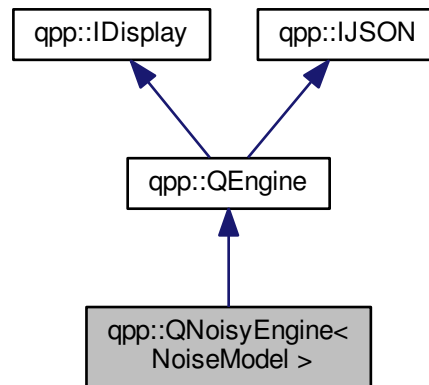 qpp::IDisplay
qpp::IJSON
qpp::QEngine
qpp::QNoisyEngine<
NoiseModel >